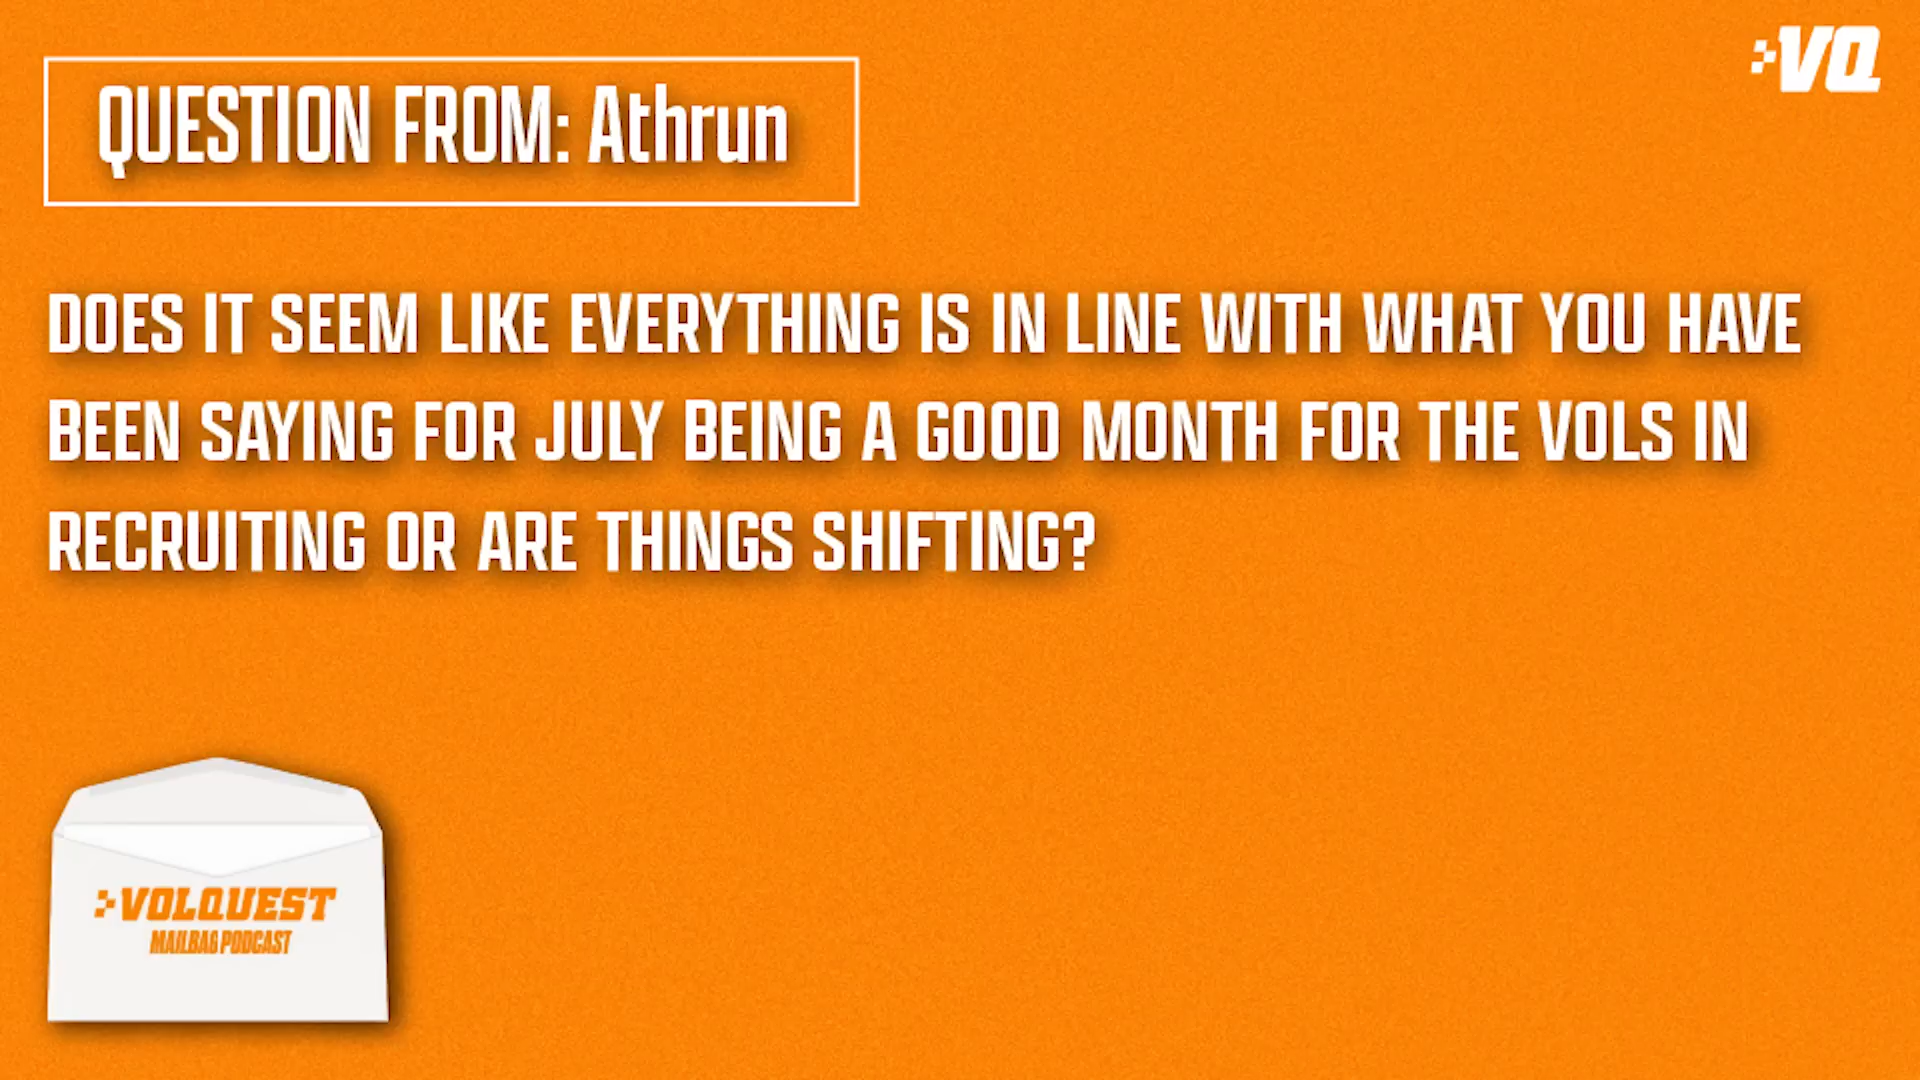 VQ
QUESTION FROM: Athrun
DOES IT SEEM LIKE EVERYTHING IS IN LINE WITH WHAT YOU HAVE
BEEN SAYING FOR JULY BEING A GOOD MONTH FOR THE VOLS IN
RECRUITING OR ARE THINGS SHIFTING?
VOLQUEST
MAILBAG PODCAST